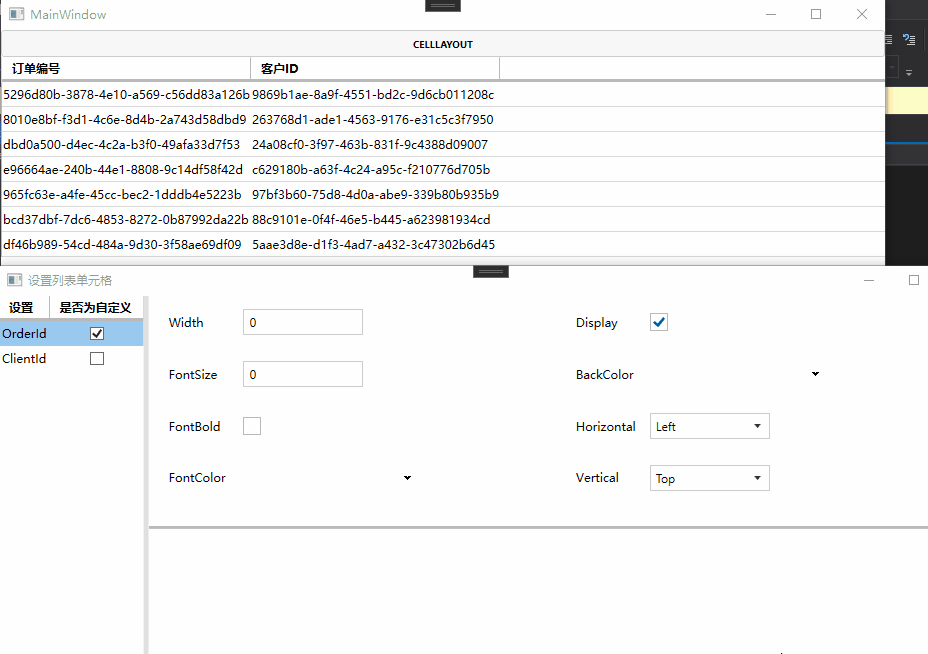 MainWindow
CELLLAYOUT
订单编号 客户ID
5296d80b-3878-4e10-a569-c56dd83a126b 9869b1ae-8a9f-4551-bd2c-9d6cb011208c
8010e8bf-f3d1-4c6e-8d4b-2a743d58dbd9 263768d1-ade1-4563-9176-e31c5c3f7950
dbd0a500-d4ec-4c2a-b3f0-49afa33d7f53 24a08cf0-3f97-463b-831f-9c4388d09007
e96664ae-240b-44e1-8808-9c14df58f42d c629180b-a63f-4c24-a95c-f210776d705b
965fc63e-a4fe-45cc-bec2-1dddb4e5223b 97bf3b60-75d8-4d0a-abe9-339b80b935b9
bcd37dbf-7dc6-4853-8272-0b87992da22b 88c9101e-0f4f-46e5-b445-a623981934cd
df46b989-54cd-484a-9d30-3f58ae69df09 5aae3d8e-d1f3-4ad7-a432-3c47302b6d45
设置列表单元格
设置 是否为自定义
OrderId
ClientId
Width 0 Display
FontSize 0 BackColor
FontBold Horizontal Left
FontColor Vertical Top